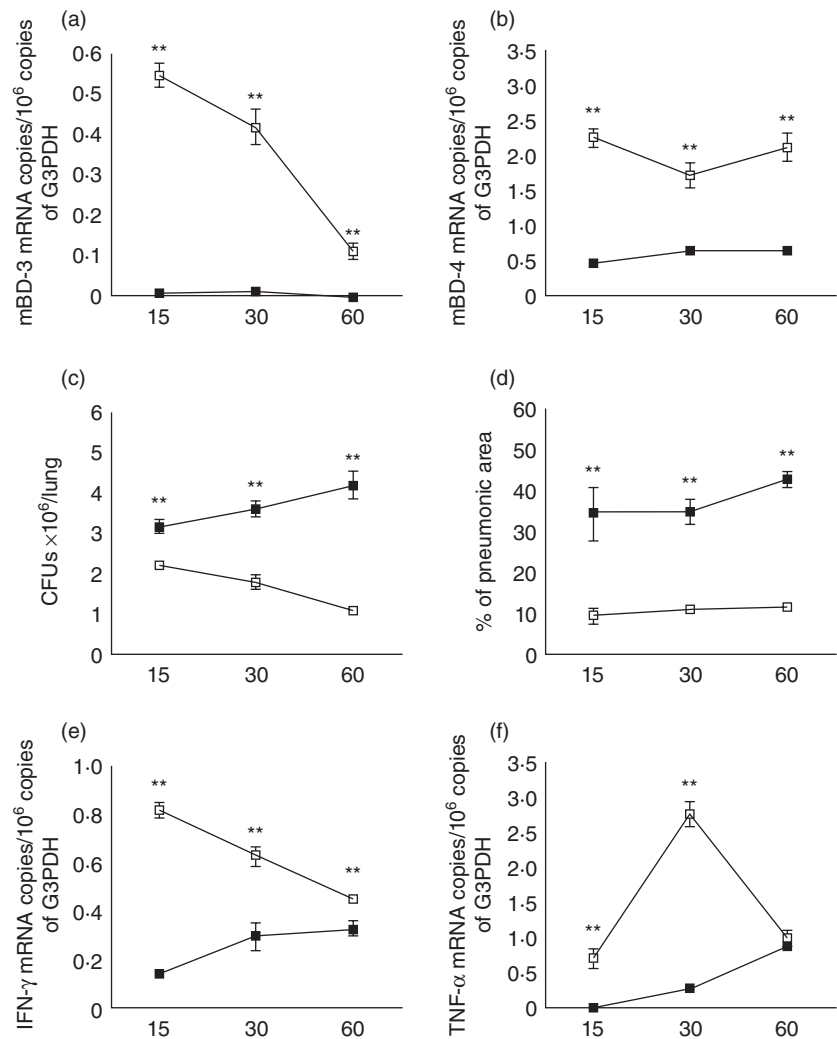 (a)
mBD-3 mRNA copies/10⁶ copies
of G3PDH
0·6
0·5
0·4
0·3
0·2
0·1
0
**
**
**
15 30 60
(b)
mBD-4 mRNA copies/10⁶ copies
of G3PDH
3·5
3·0
2·5
2·0
1·5
1·0
0·5
0
**
**
**
15 30 60
(c)
CFUs ×10⁶/lung
6
5
4
3
2
1
0
**
**
**
15 30 60
(d)
% of pneumonic area
60
50
40
30
20
10
0
**
**
**
15 30 60
(e)
IFN-γ mRNA copies/10⁶ copies
of G3PDH
1·0
0·8
0·6
0·4
0·2
0
**
**
**
15 30 60
(f)
TNF-α mRNA copies/10⁶ copies
of G3PDH
3·5
3·0
2·5
2·0
1·5
1·0
0·5
0
**
**
15 30 60